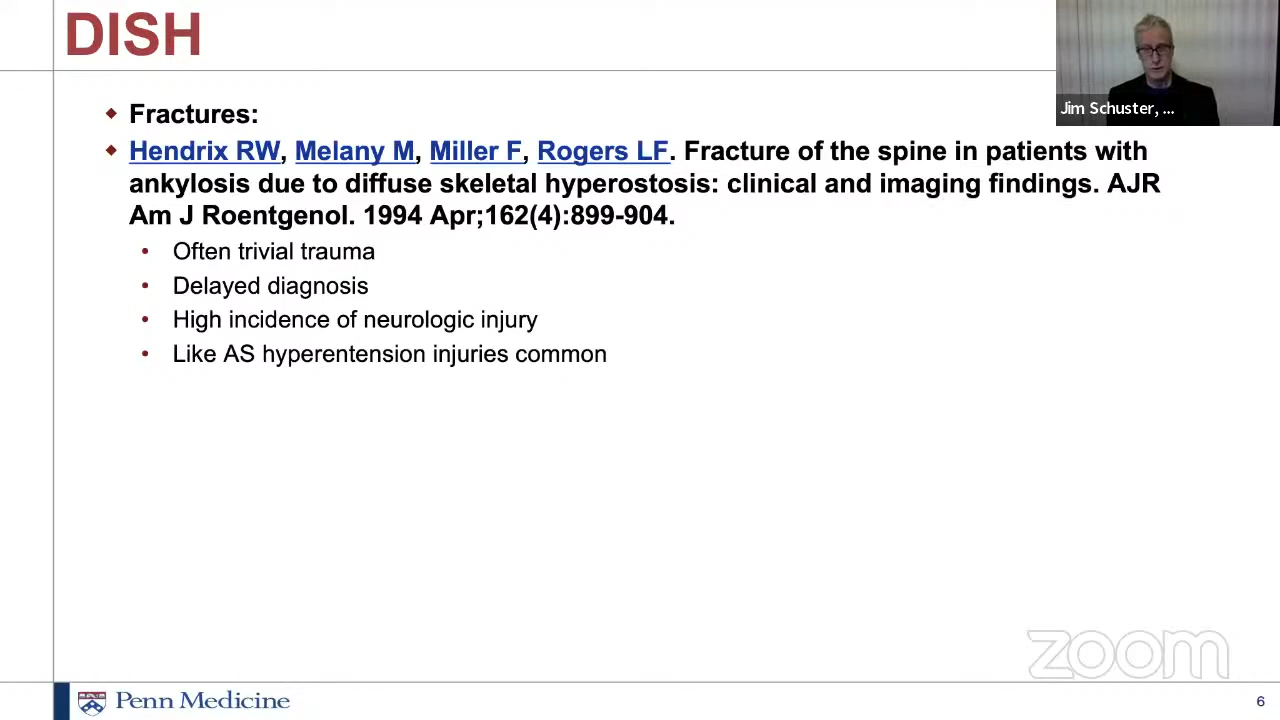 DISH
Jim Schuster, ...
Fractures:
Hendrix RW, Melany M, Miller F, Rogers LF. Fracture of the spine in patients with
ankylosis due to diffuse skeletal hyperostosis: clinical and imaging findings. AJR
Am J Roentgenol. 1994 Apr;162(4):899-904.
Often trivial trauma
Delayed diagnosis
High incidence of neurologic injury
Like AS hyperentension injuries common
zoom
Penn Medicine
6